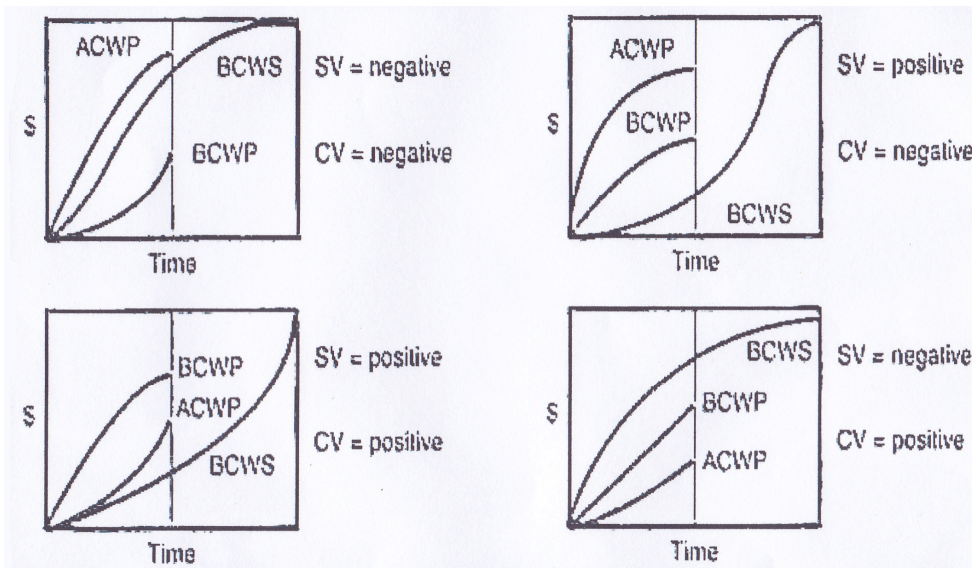 ACWP
BCWS
BCWP
SV = negative
CV = negative
$
Time
ACWP
BCWP
BCWS
SV = positive
CV = negative
$
Time
BCWP
ACWP
BCWS
SV = positive
CV = positive
$
Time
BCWS
BCWP
ACWP
SV = negative
CV = positive
$
Time